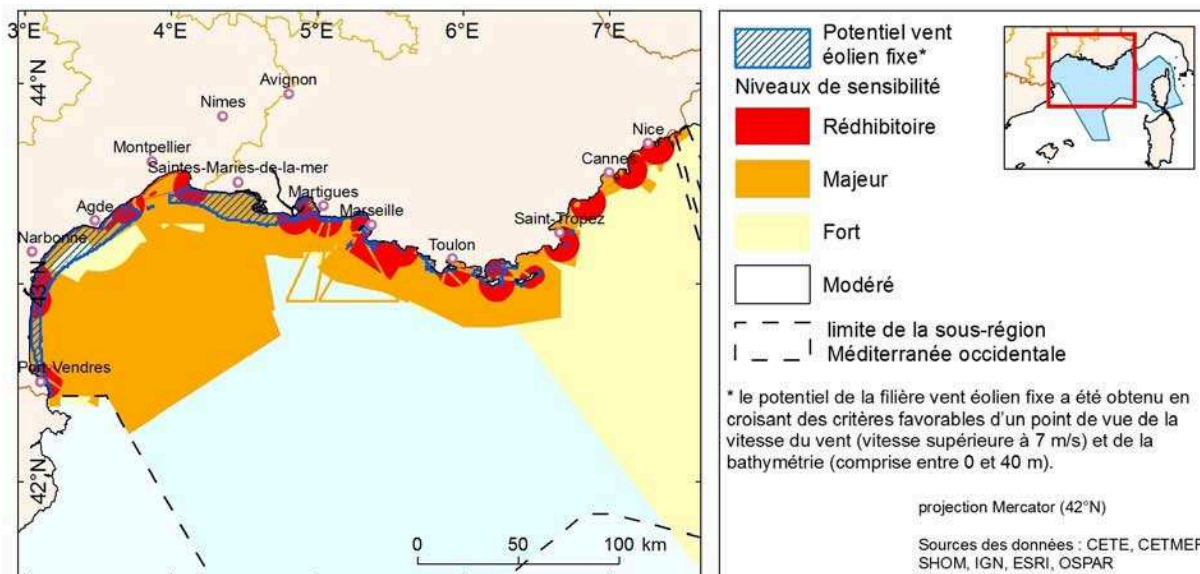 3°E 4°E 5°E 6°E 7°E
44°N
Avignon
Nimes
Montpellier
Nice
Saintes-Maries-de-la-mer
Cannes
Martigues
Agde
Marseille
Saint-Tropez
Narbonne
Toulon
43°N
Port-Vendres
42°N
0 50 100 km
Potentiel vent
éolien fixe*
Niveaux de sensibilité
Rédhibitoire
Majeur
Fort
Modéré
limite de la sous-région
Méditerranée occidentale
* le potentiel de la filière vent éolien fixe a été obtenu en
croisant des critères favorables d'un point de vue de la
vitesse du vent (vitesse supérieure à 7 m/s) et de la
bathymétrie (comprise entre 0 et 40 m).
projection Mercator (42°N)
Sources des données : CETE, CETMEF
SHOM, IGN, ESRI, OSPAR